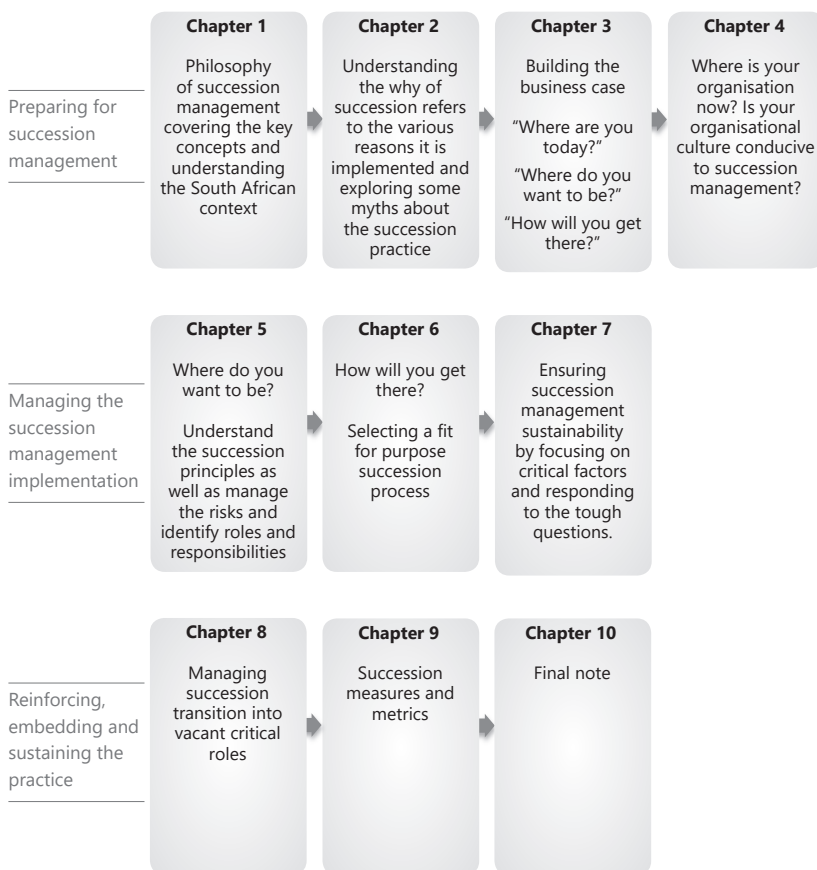 Preparing for
succession
management
Chapter 1
Philosophy
of succession
management
covering the key
concepts and
understanding
the South African
context
Chapter 2
Understanding
the why of
succession refers
to the various
reasons it is
implemented and
exploring some
myths about
the succession
practice
Chapter 3
Building the
business case
“Where are you
today?”
“Where do you
want to be?”
“How will you get
there?”
Chapter 4
Where is your
organisation
now? Is your
organisational
culture conducive
to succession
management?
Managing the
succession
management
implementation
Chapter 5
Where do you
want to be?
Understand
the succession
principles as
well as manage
the risks and
identify roles and
responsibilities
Chapter 6
How will you get
there?
Selecting a fit
for purpose
succession
process
Chapter 7
Ensuring
succession
management
sustainability
by focusing on
critical factors
and responding
to the tough
questions.
Reinforcing,
embedding and
sustaining the
practice
Chapter 8
Managing
succession
transition into
vacant critical
roles
Chapter 9
Succession
measures and
metrics
Chapter 10
Final note